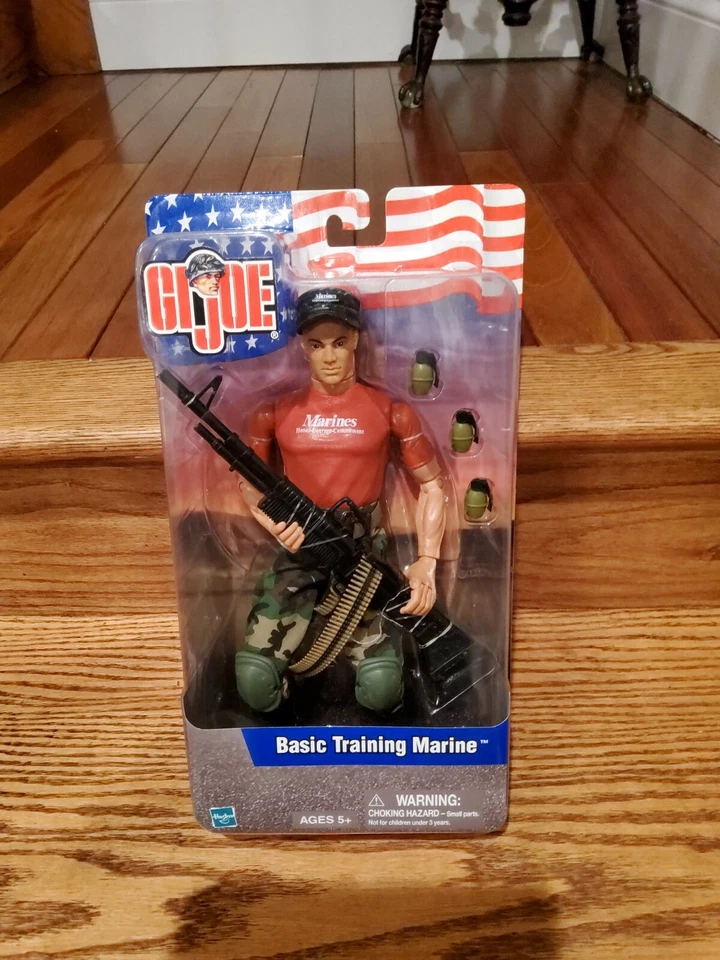 GI JOE
®
Marines
Marines
Basic Training Marine™
Hasbro
AGES 5+
WARNING:
CHOKING HAZARD – Small parts.
Not for children under 3 years.